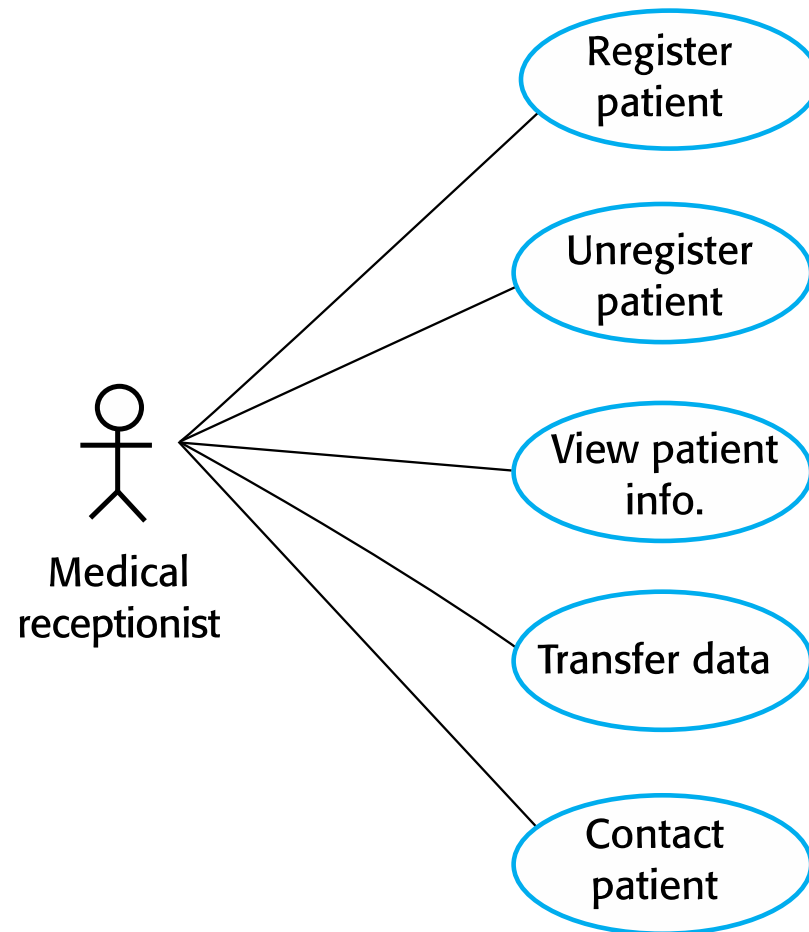 Register
patient
Unregister
patient
View patient
info.
Medical
receptionist
Transfer data
Contact
patient